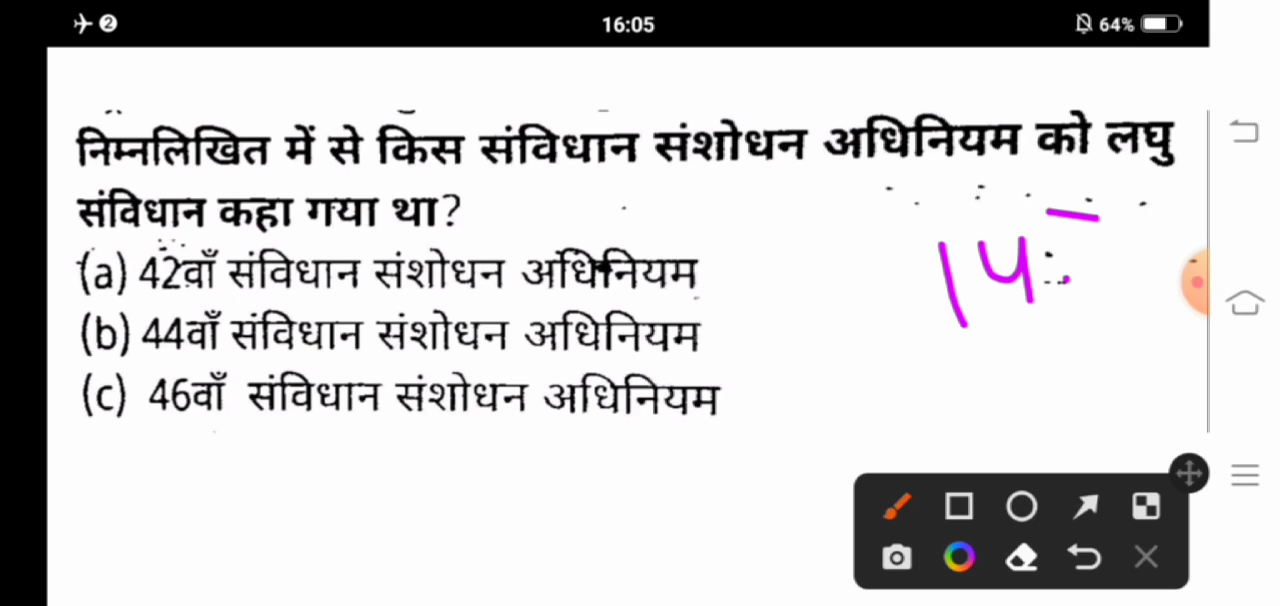 2
16:05
64%
निम्नलिखित में से किस संविधान संशोधन अधिनियम को लघु
संविधान कहा गया था?
14
(a) 42वाँ संविधान संशोधन अधिनियम
(b) 44वाँ संविधान संशोधन अधिनियम
(c) 46वाँ संविधान संशोधन अधिनियम